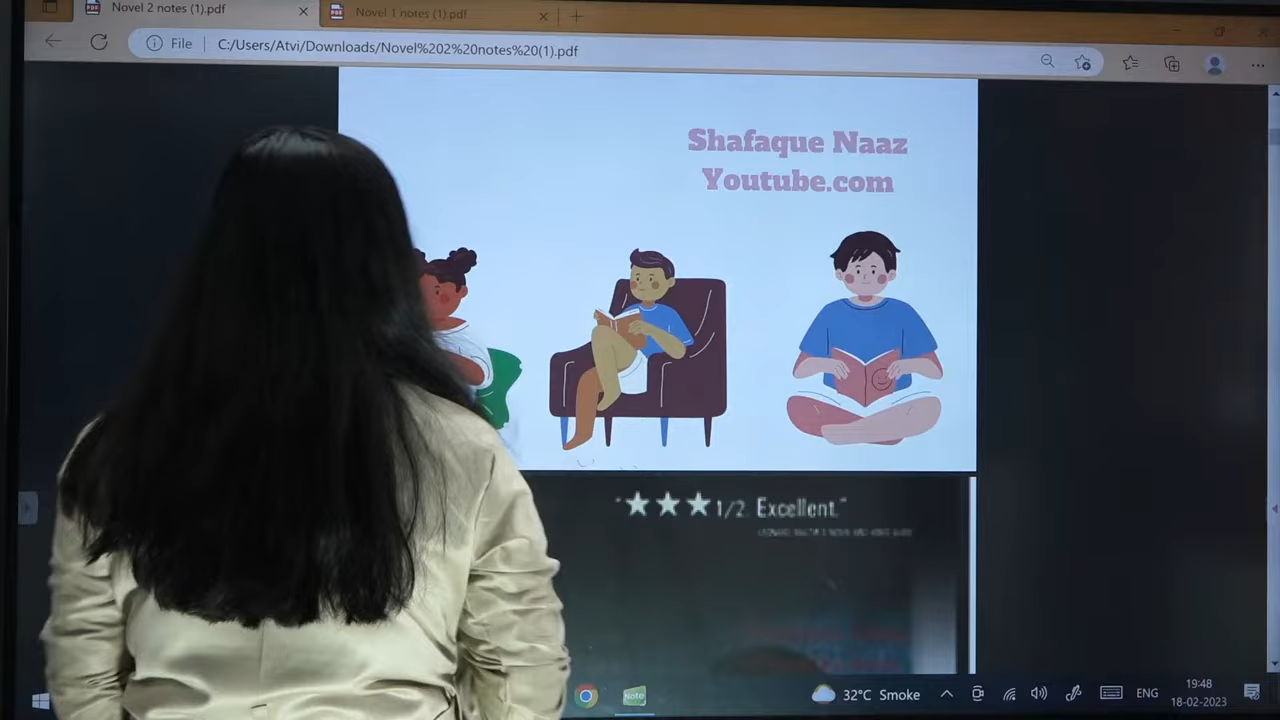 Novel 2 notes (1).pdf
Novel 1 notes (1).pdf
File
C:/Users/Atvi/Downloads/Novel%202%20notes%20(1).pdf
Shafaque Naaz
Youtube.com
"★★★1/2. Excellent."
Note
32°C Smoke
ENG
19:48
18-02-2023